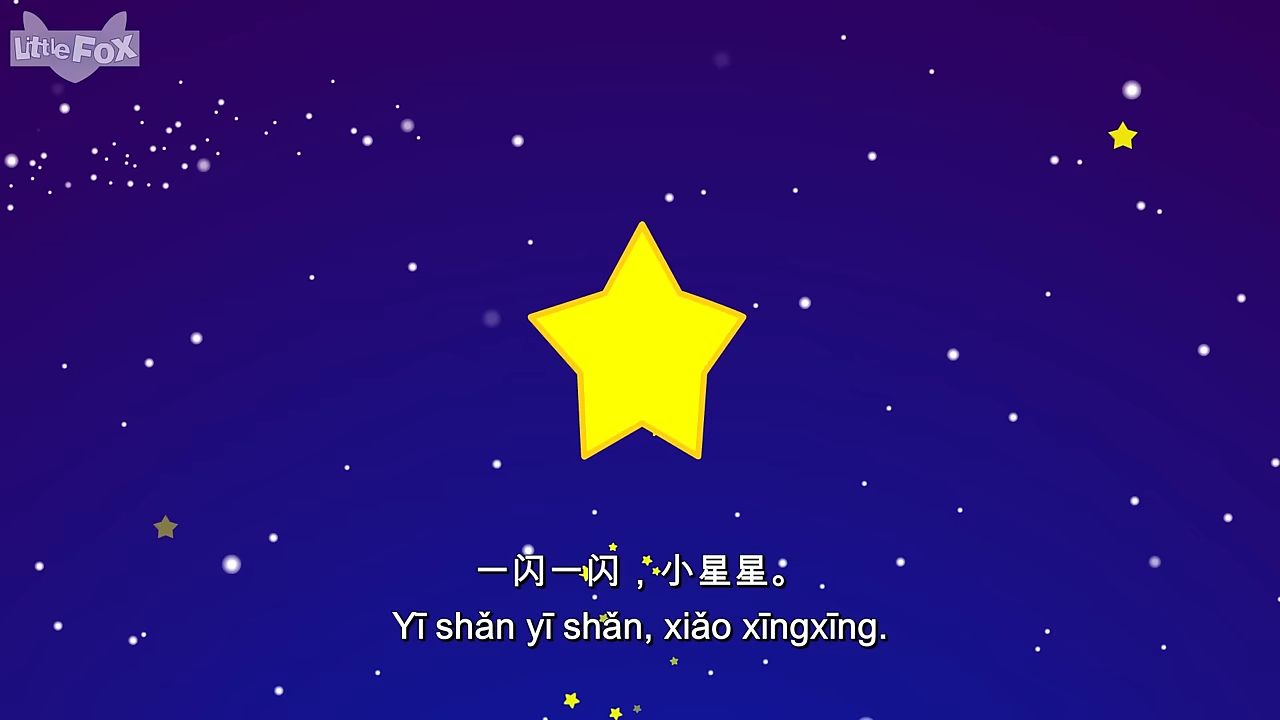 Little Fox
一闪一闪，小星星。
Yī shǎn yī shǎn, xiǎo xīngxīng.